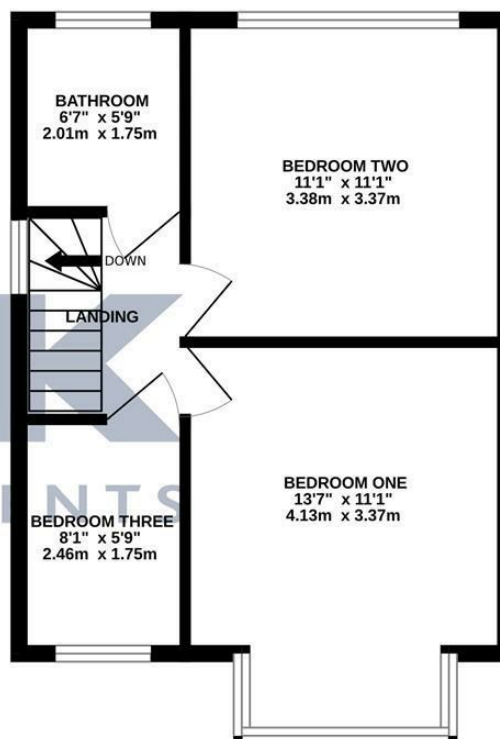 BATHROOM
6'7" x 5'9"
2.01m x 1.75m
BEDROOM TWO
11'1" x 11'1"
3.38m x 3.37m
DOWN
LANDING
K
NTS
BEDROOM ONE
13'7" x 11'1"
4.13m x 3.37m
BEDROOM THREE
8'1" x 5'9"
2.46m x 1.75m